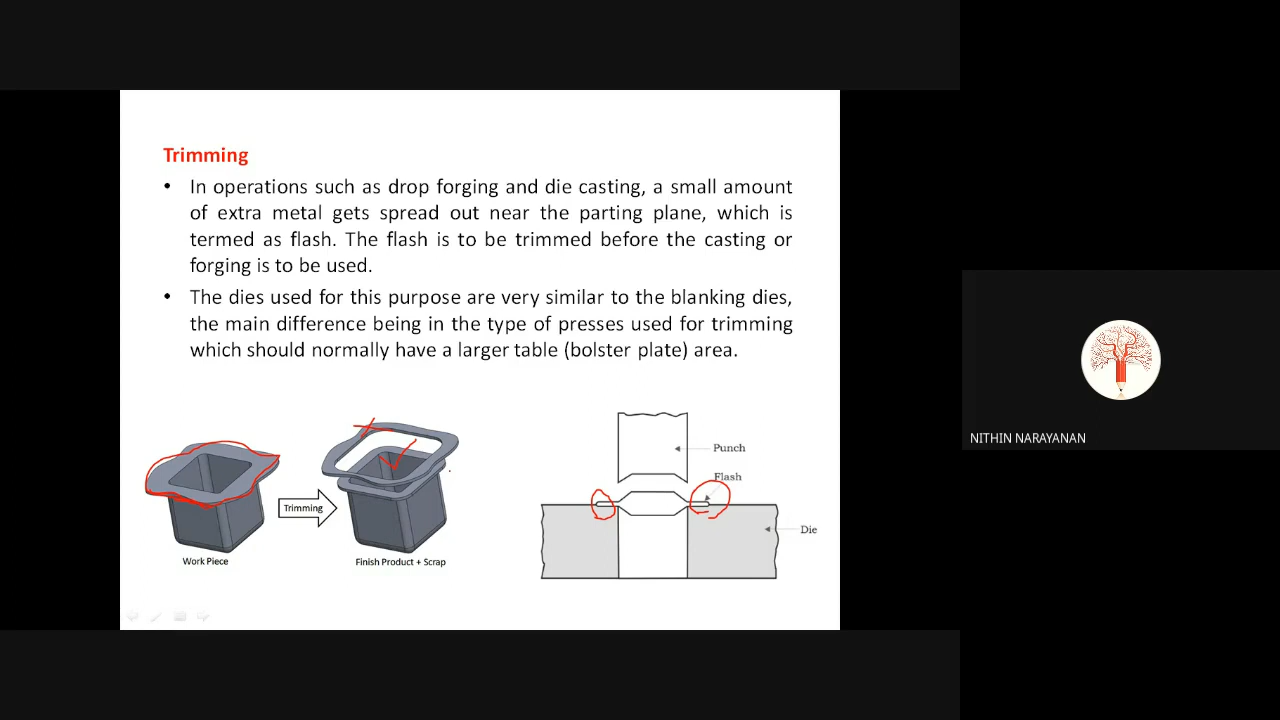 Trimming
• In operations such as drop forging and die casting, a small amount
of extra metal gets spread out near the parting plane, which is
termed as flash. The flash is to be trimmed before the casting or
forging is to be used.
• The dies used for this purpose are very similar to the blanking dies,
the main difference being in the type of presses used for trimming
which should normally have a larger table (bolster plate) area.
Punch
Flash
Trimming
Die
Work Piece
Finish Product + Scrap
NITHIN NARAYANAN